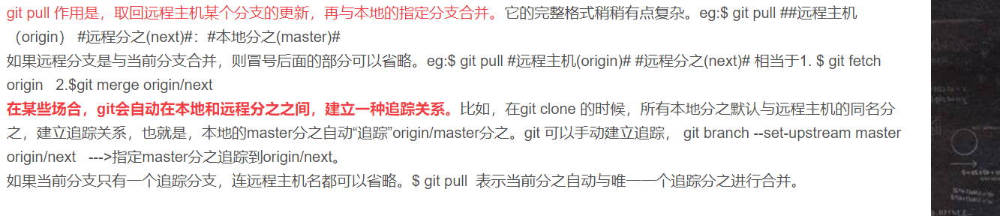 git pull 作用是，取回远程主机某个分支的更新，再与本地的指定分支合并。它的完整格式稍稍有点复杂。eg:$ git pull ##远程主机
（origin） #远程分之(next)#：#本地分之(master)#
如果远程分支是与当前分支合并，则冒号后面的部分可以省略。eg:$ git pull #远程主机(origin)# #远程分之(next)# 相当于1. $ git fetch
origin   2.$git merge origin/next
在某些场合，git会自动在本地和远程分之之间，建立一种追踪关系。比如，在git clone 的时候，所有本地分之默认与远程主机的同名分
之，建立追踪关系，也就是，本地的master分之自动“追踪”origin/master分之。git 可以手动建立追踪， git branch --set-upstream master
origin/next   --->指定master分之追踪到origin/next。
如果当前分支只有一个追踪分支，连远程主机名都可以省略。$ git pull  表示当前分之自动与唯一一个追踪分之进行合并。